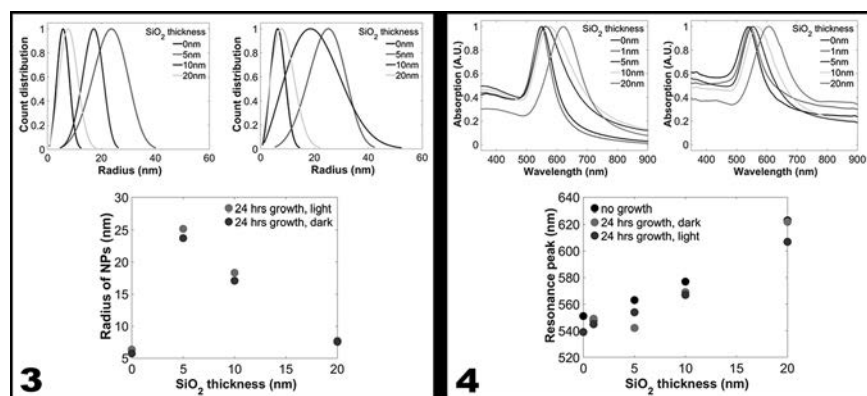 SiO2 thickness
0nm
5nm
10nm
20nm
Count distribution
1
0.8
0.6
0.4
0.2
0
0 20 40 60
Radius (nm)
SiO2 thickness
0nm
5nm
10nm
20nm
Count distribution
1
0.8
0.6
0.4
0.2
0
0 20 40 60
Radius (nm)
Radius of NPs (nm)
30
25
20
15
10
5
24 hrs growth, light
24 hrs growth, dark
0 5 10 15 20
SiO2 thickness (nm)
3
SiO2 thickness
0nm
1nm
5nm
10nm
20nm
Absorption (A.U.)
1
0.8
0.6
0.4
0.2
0
400 500 600 700 800 900
Wavelength (nm)
SiO2 thickness
0nm
1nm
5nm
10nm
20nm
Absorption (A.U.)
1
0.8
0.6
0.4
0.2
0
400 500 600 700 800 900
Wavelength (nm)
Resonance peak (nm)
640
620
600
580
560
540
520
no growth
24 hrs growth, dark
24 hrs growth, light
0 5 10 15 20
SiO2 thickness (nm)
4